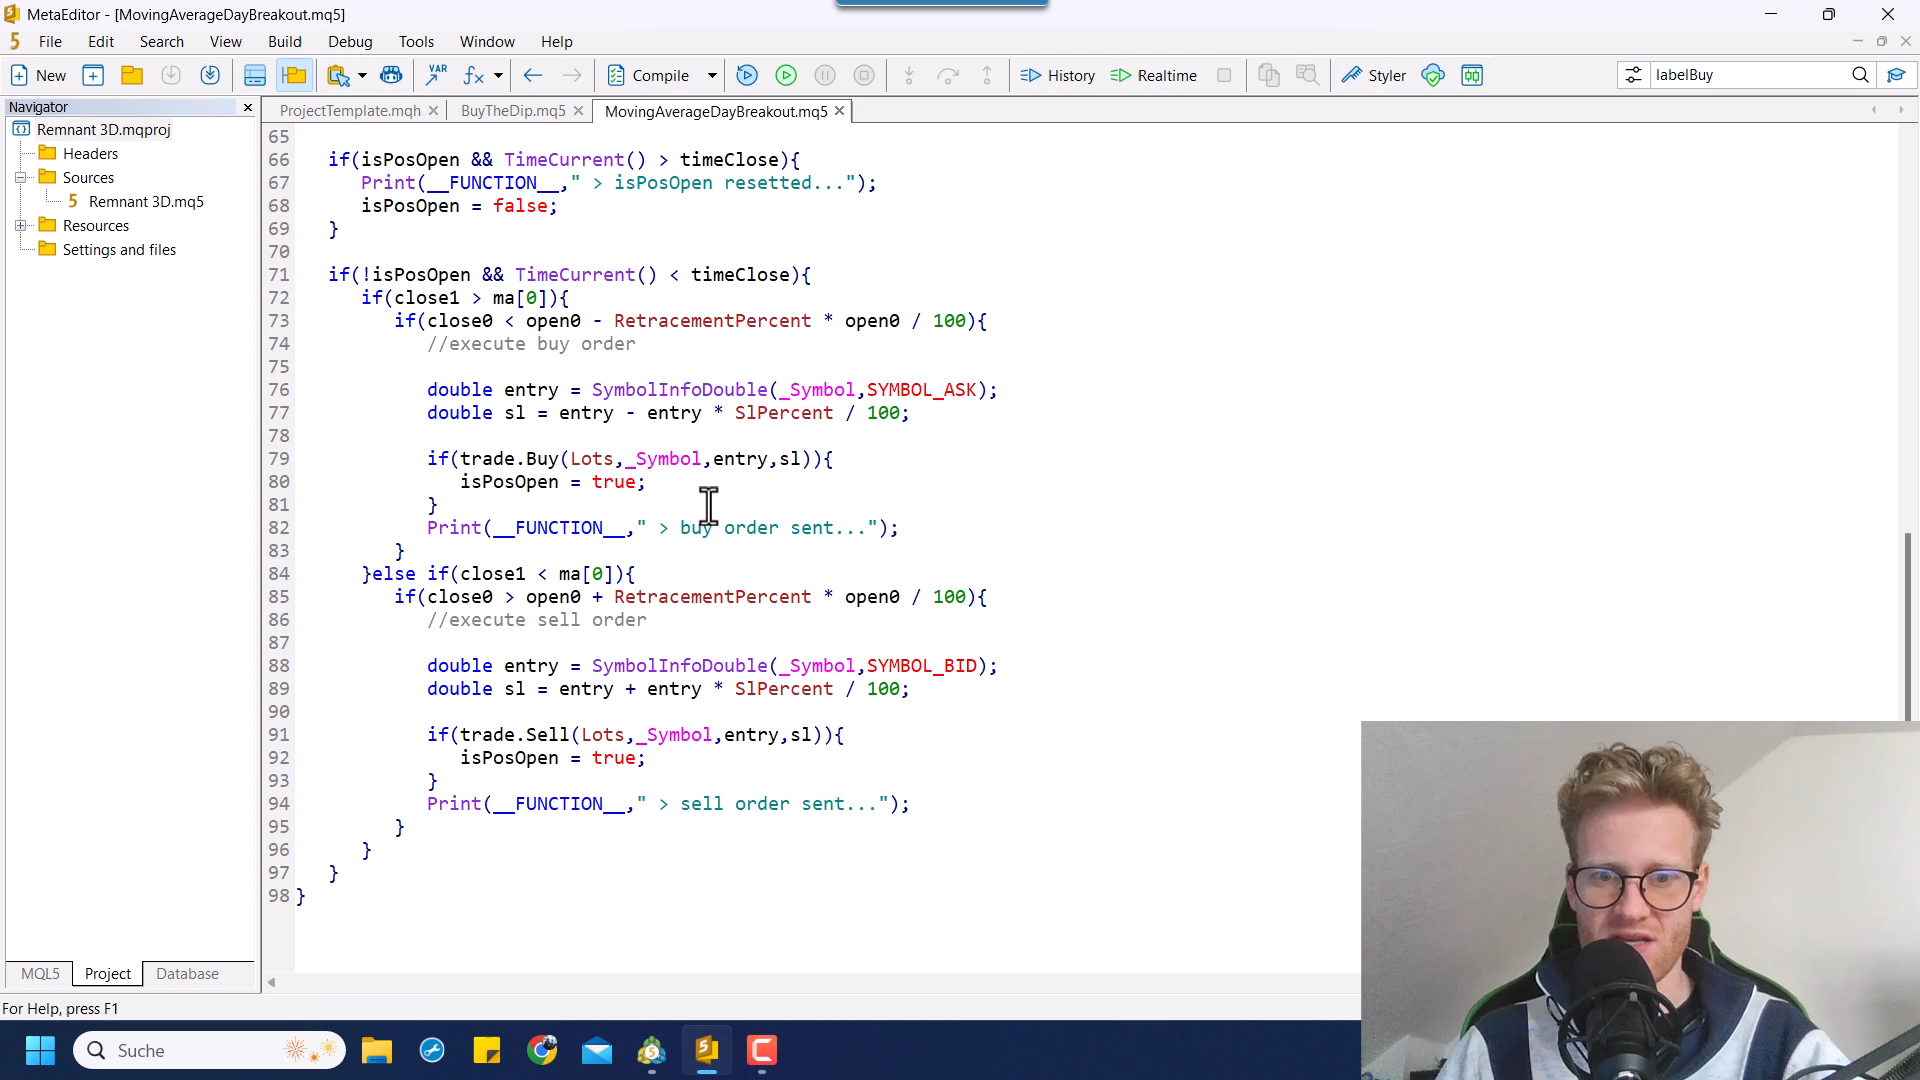 MetaEditor - [MovingAverageDayBreakout.mq5]
File Edit Search View Build Debug Tools Window Help
New VAR fx Compile History Realtime Styler labelBuy
Navigator
ProjectTemplate.mqh BuyTheDip.mq5 MovingAverageDayBreakout.mq5
Remnant 3D.mqproj
Headers
Sources
5 Remnant 3D.mq5
Resources
Settings and files
65
66 if(isPosOpen && TimeCurrent() > timeClose){
67 Print(__FUNCTION__," > isPosOpen resetted...");
68 isPosOpen = false;
69 }
70
71 if(!isPosOpen && TimeCurrent() < timeClose){
72 if(close1 > ma[0]){
73 if(close0 < open0 - RetracementPercent * open0 / 100){
74 //execute buy order
75
76 double entry = SymbolInfoDouble(_Symbol,SYMBOL_ASK);
77 double sl = entry - entry * SlPercent / 100;
78
79 if(trade.Buy(Lots,_Symbol,entry,sl)){
80 isPosOpen = true;
81 }
82 Print(__FUNCTION__," > buy order sent...");
83 }
84 }else if(close1 < ma[0]){
85 if(close0 > open0 + RetracementPercent * open0 / 100){
86 //execute sell order
87
88 double entry = SymbolInfoDouble(_Symbol,SYMBOL_BID);
89 double sl = entry + entry * SlPercent / 100;
90
91 if(trade.Sell(Lots,_Symbol,entry,sl)){
92 isPosOpen = true;
93 }
94 Print(__FUNCTION__," > sell order sent...");
95 }
96 }
97 }
98 }
MQL5 Project Database
For Help, press F1
Suche